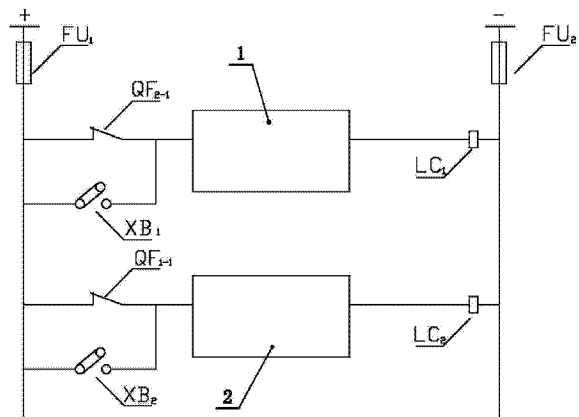 + −
FU₁ FU₂
1
QF₂₋₁
LC₁
XB₁
QF₁₋₁
LC₂
XB₂ 2